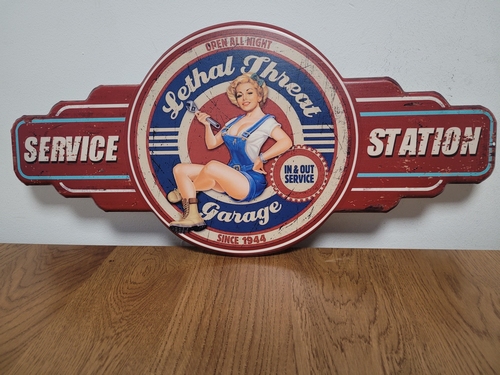 OPEN ALL NIGHT
Lethal Threat
SERVICE
STATION
IN & OUT
SERVICE
Garage
SINCE 1944